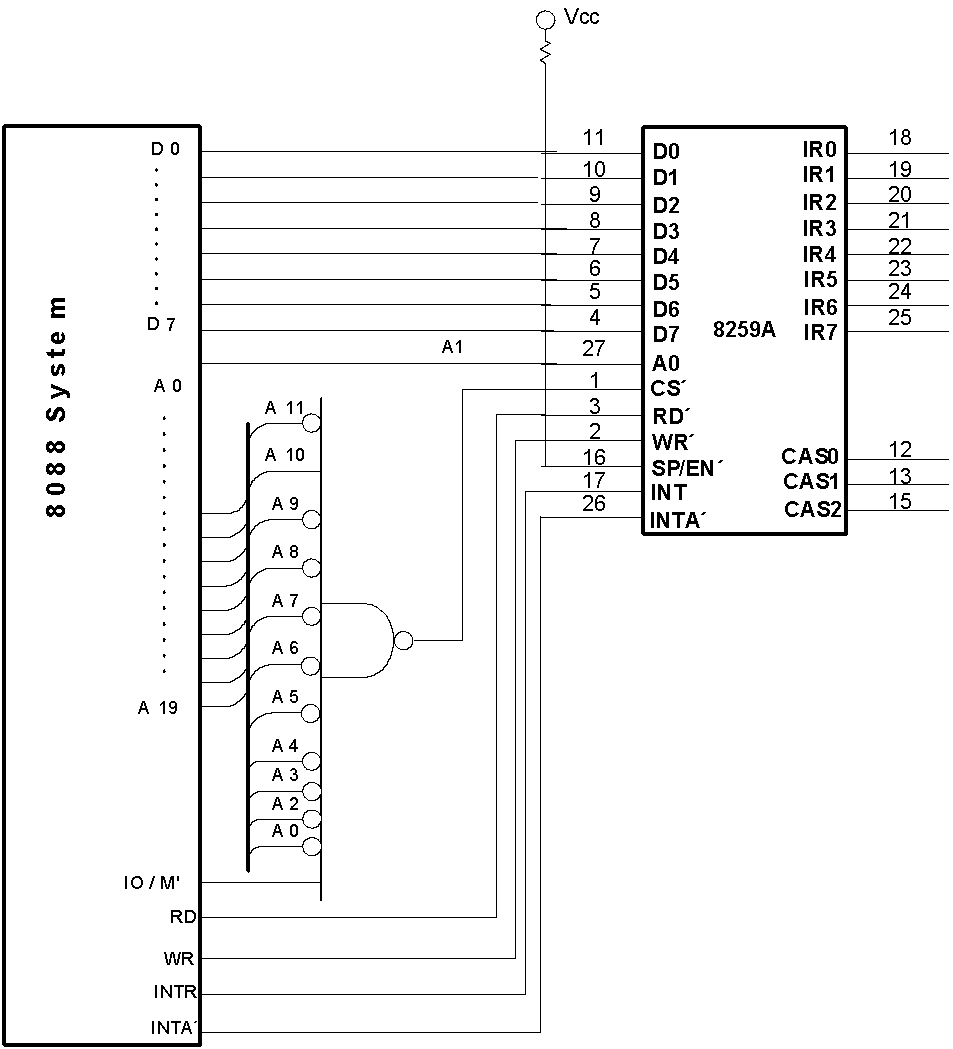 Vcc
8088 System
D 0
D 7
A 0
A 19
IO / M'
RD
WR
INTR
INTA´
A1
A 11
A 10
A 9
A 8
A 7
A 6
A 5
A 4
A 3
A 2
A 0
11
10
9
8
7
6
5
4
27
1
3
2
16
17
26
D0
D1
D2
D3
D4
D5
D6
D7
A0
CS´
RD´
WR´
SP/EN´
INT
INTA´
8259A
IR0
IR1
IR2
IR3
IR4
IR5
IR6
IR7
CAS0
CAS1
CAS2
18
19
20
21
22
23
24
25
12
13
15